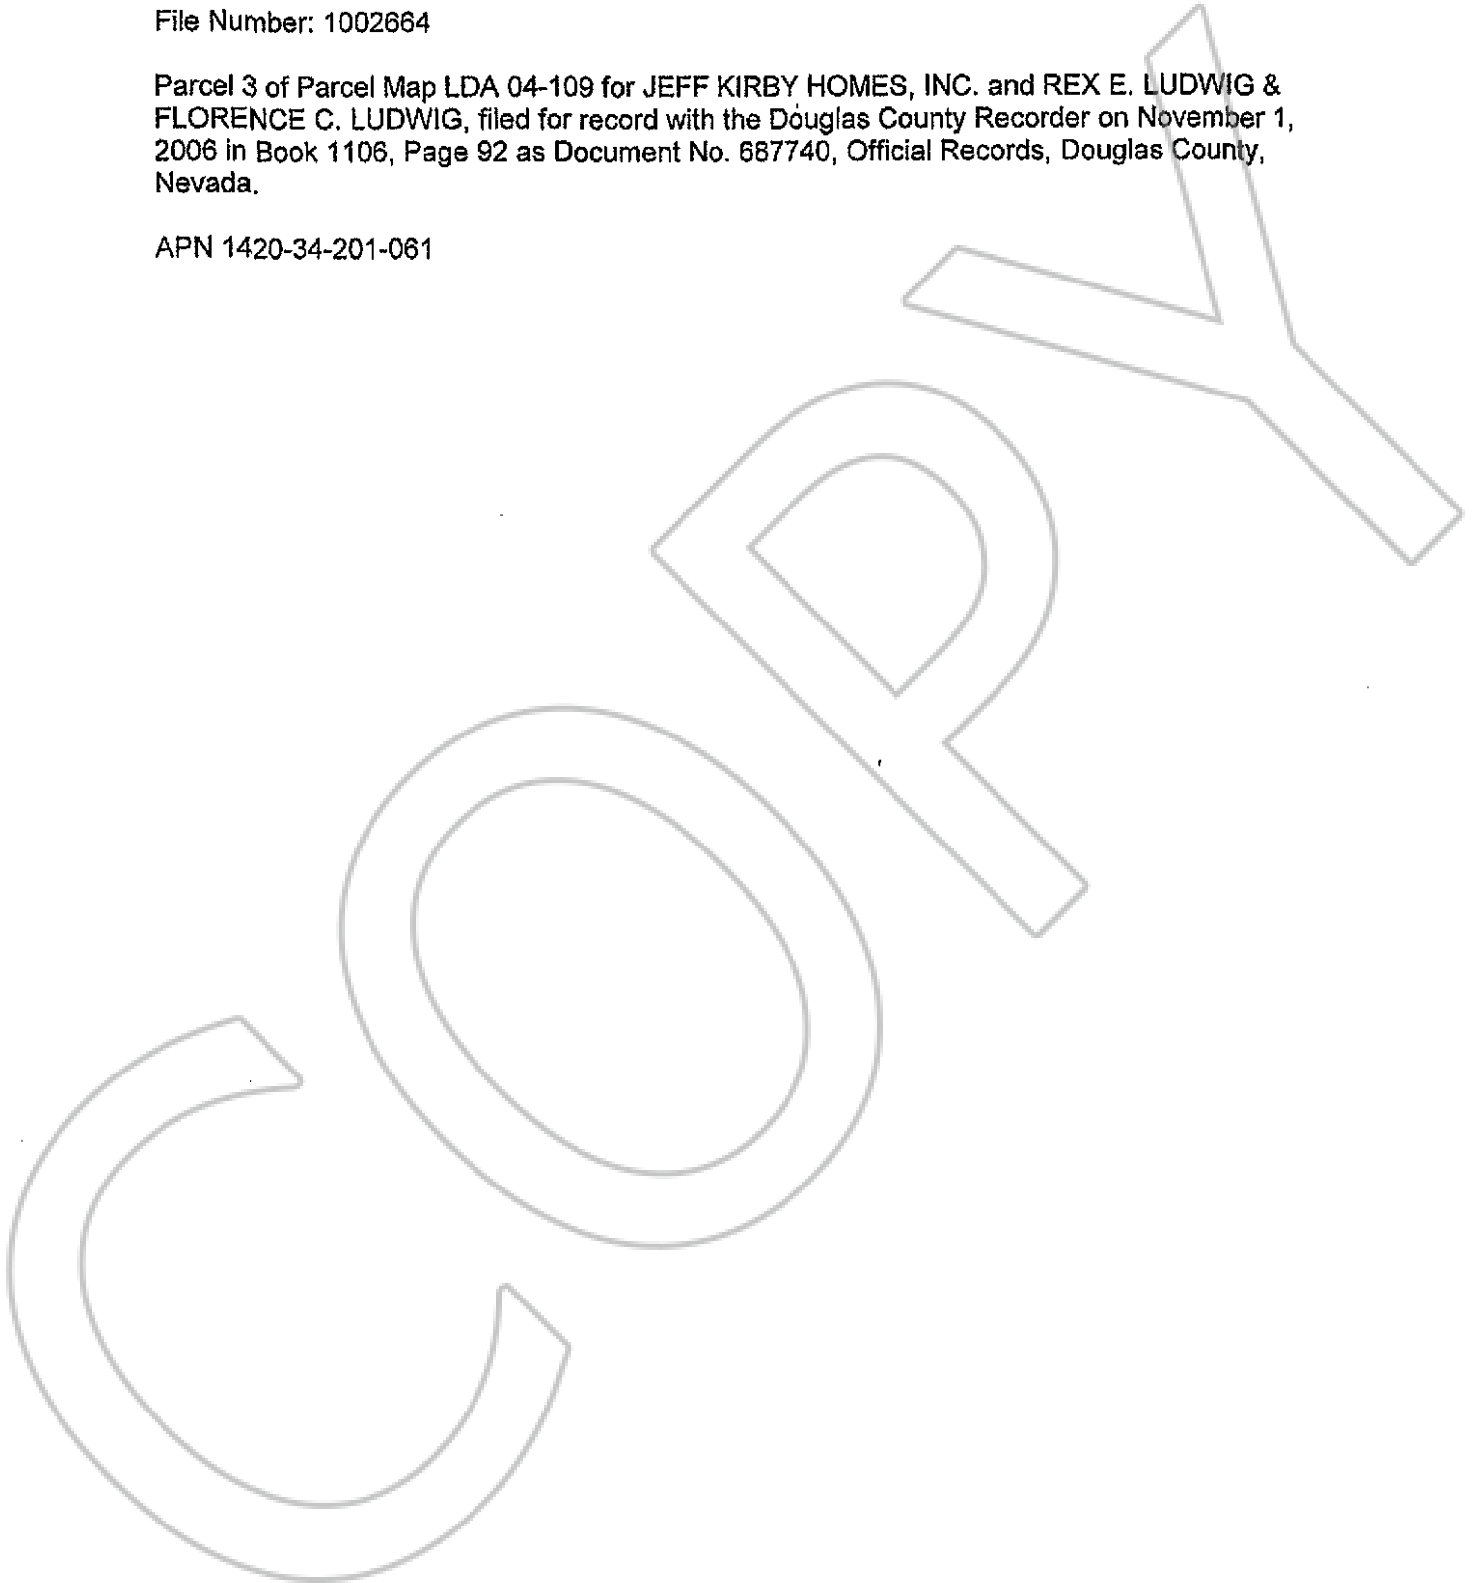 File Number: 1002664
Parcel 3 of Parcel Map LDA 04-109 for JEFF KIRBY HOMES, INC. and REX E. LUDWIG &
FLORENCE C. LUDWIG, filed for record with the Douglas County Recorder on November 1,
2006 in Book 1106, Page 92 as Document No. 687740, Official Records, Douglas County,
Nevada.
APN 1420-34-201-061
COPY